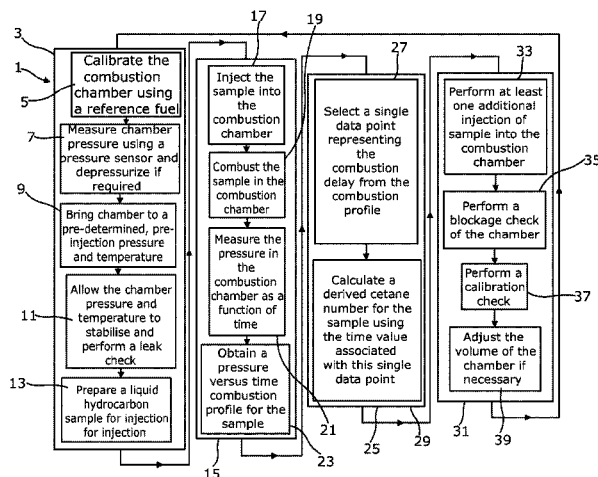 3
1
5
Calibrate the
combustion
chamber using
a reference fuel
7
Measure chamber
pressure using a
pressure sensor and
depressurize if
required
9
Bring chamber to a
pre-determined, pre-
injection pressure and
temperature
11
Allow the chamber
pressure and
temperature to
stabilise and
perform a leak
check
13
Prepare a liquid
hydrocarbon
sample for injection
for injection
17
Inject the
sample into
the combustion
chamber
19
Combust the
sample in the
combustion
chamber
Measure the
pressure in
the combustion
chamber as a
function of
time
21
Obtain a
pressure versus
time combustion
profile for the
sample
23
15
27
Select a single
data point
representing
the combustion
delay from the
combustion
profile
Calculate a
derived cetane
number for the
sample using
the time value
associated with
this single
data point
25
29
33
Perform at least
one additional
injection of
sample into the
combustion
chamber
35
Perform a
blockage check
of the chamber
Perform a
calibration
check
37
Adjust the
volume of the
chamber if
necessary
31
39